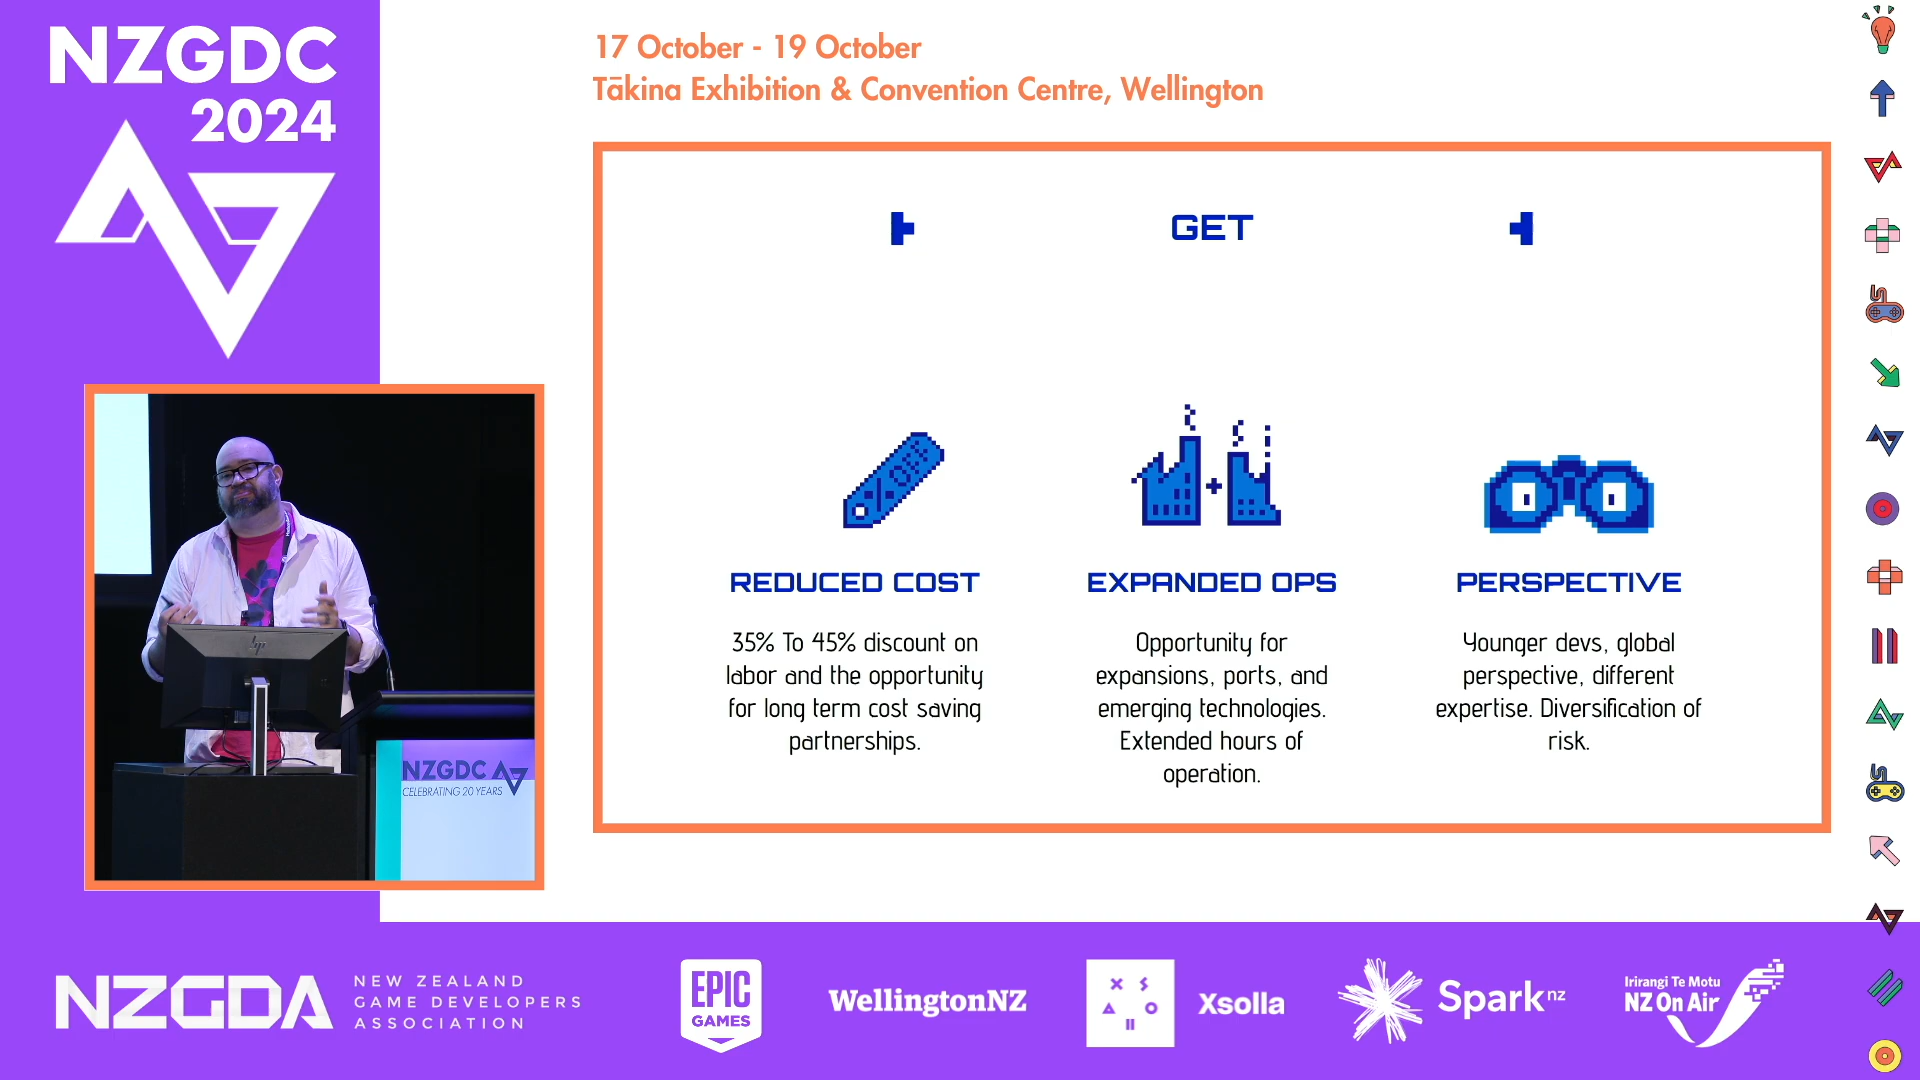 NZGDC
2024
17 October - 19 October
Tākina Exhibition & Convention Centre, Wellington
GET
REDUCED COST
35% To 45% discount on
labor and the opportunity
for long term cost saving
partnerships.
EXPANDED OPS
Opportunity for
expansions, ports, and
emerging technologies.
Extended hours of
operation.
PERSPECTIVE
Younger devs, global
perspective, different
expertise. Diversification of
risk.
hp
NZGDC
CELEBRATING 20 YEARS
NZGDA
NEW ZEALAND
GAME DEVELOPERS
ASSOCIATION
EPIC
GAMES
WellingtonNZ
Xsolla
Spark nz
Irirangi Te Motu
NZ On Air